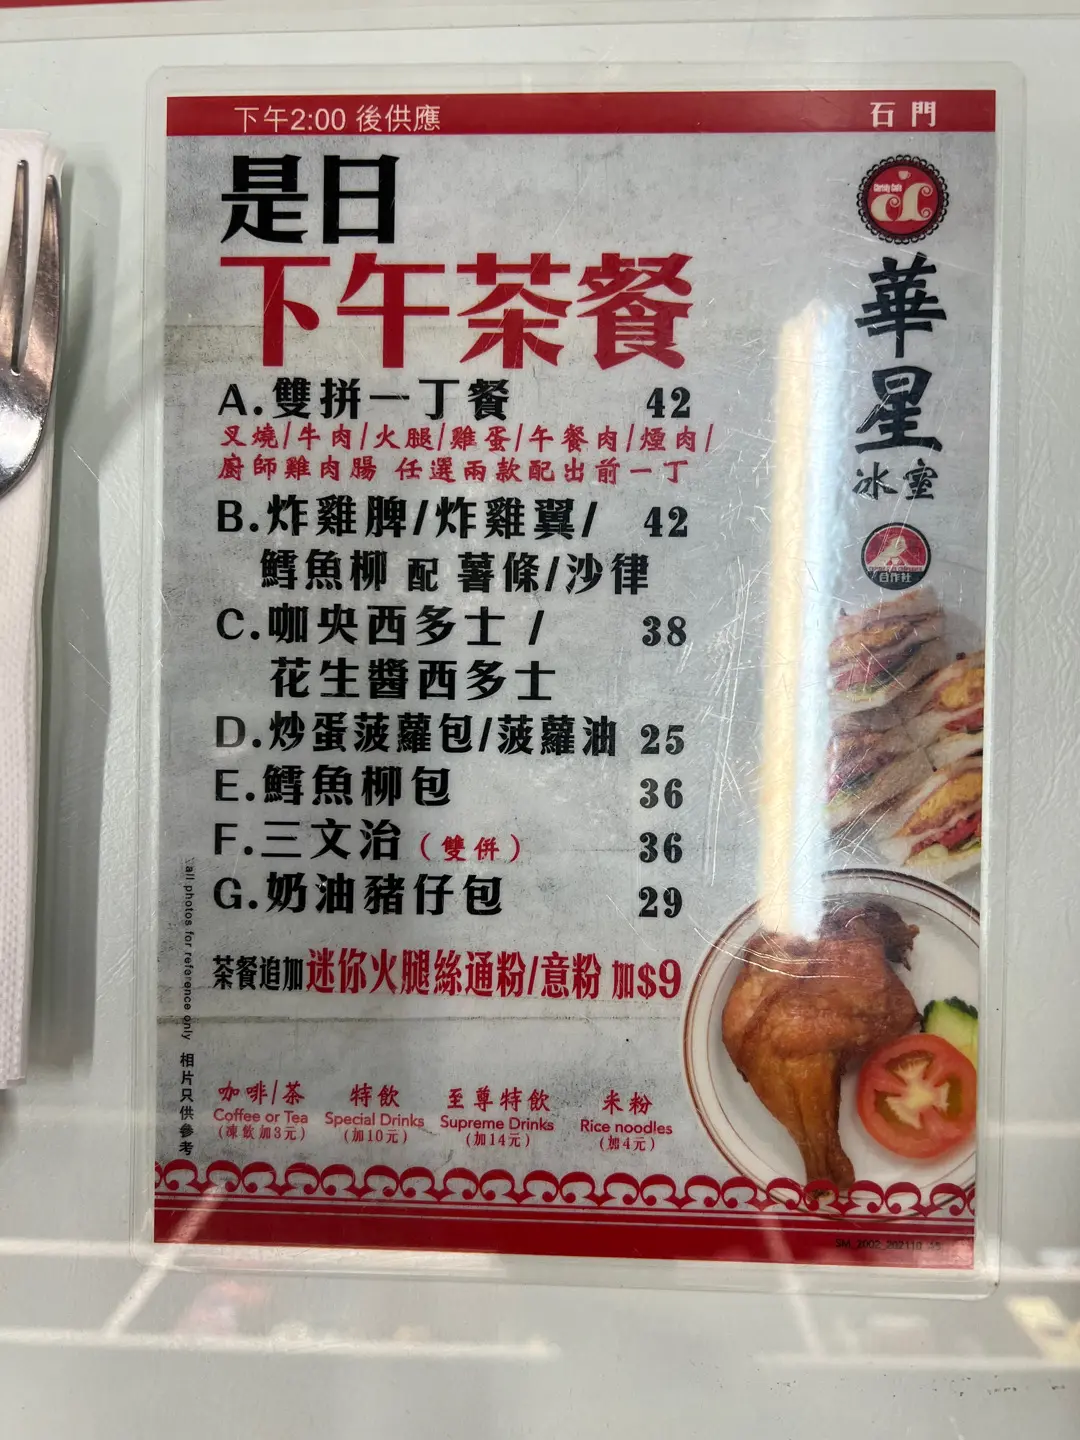 下午2:00 後供應
石門
是日
下午茶餐
A.雙拼一丁餐 42
叉燒/牛肉/火腿/雞蛋/午餐肉/煙肉/
廚師雞肉腸 任選兩款配出前一丁
B.炸雞脾/炸雞翼/ 42
鱈魚柳 配 薯條/沙律
C.咖央西多士 / 38
花生醬西多士
D.炒蛋菠蘿包/菠蘿油 25
E.鱈魚柳包 36
F.三文治 (雙併) 36
G.奶油豬仔包 29
茶餐追加迷你火腿絲通粉/意粉 加$9
咖啡/茶
Coffee or Tea
(凍飲加3元)
特飲
Special Drinks
(加10元)
至尊特飲
Supreme Drinks
(加14元)
米粉
Rice noodles
(加4元)
all photos for reference only 相片只供參考
華星
冰室
合作社